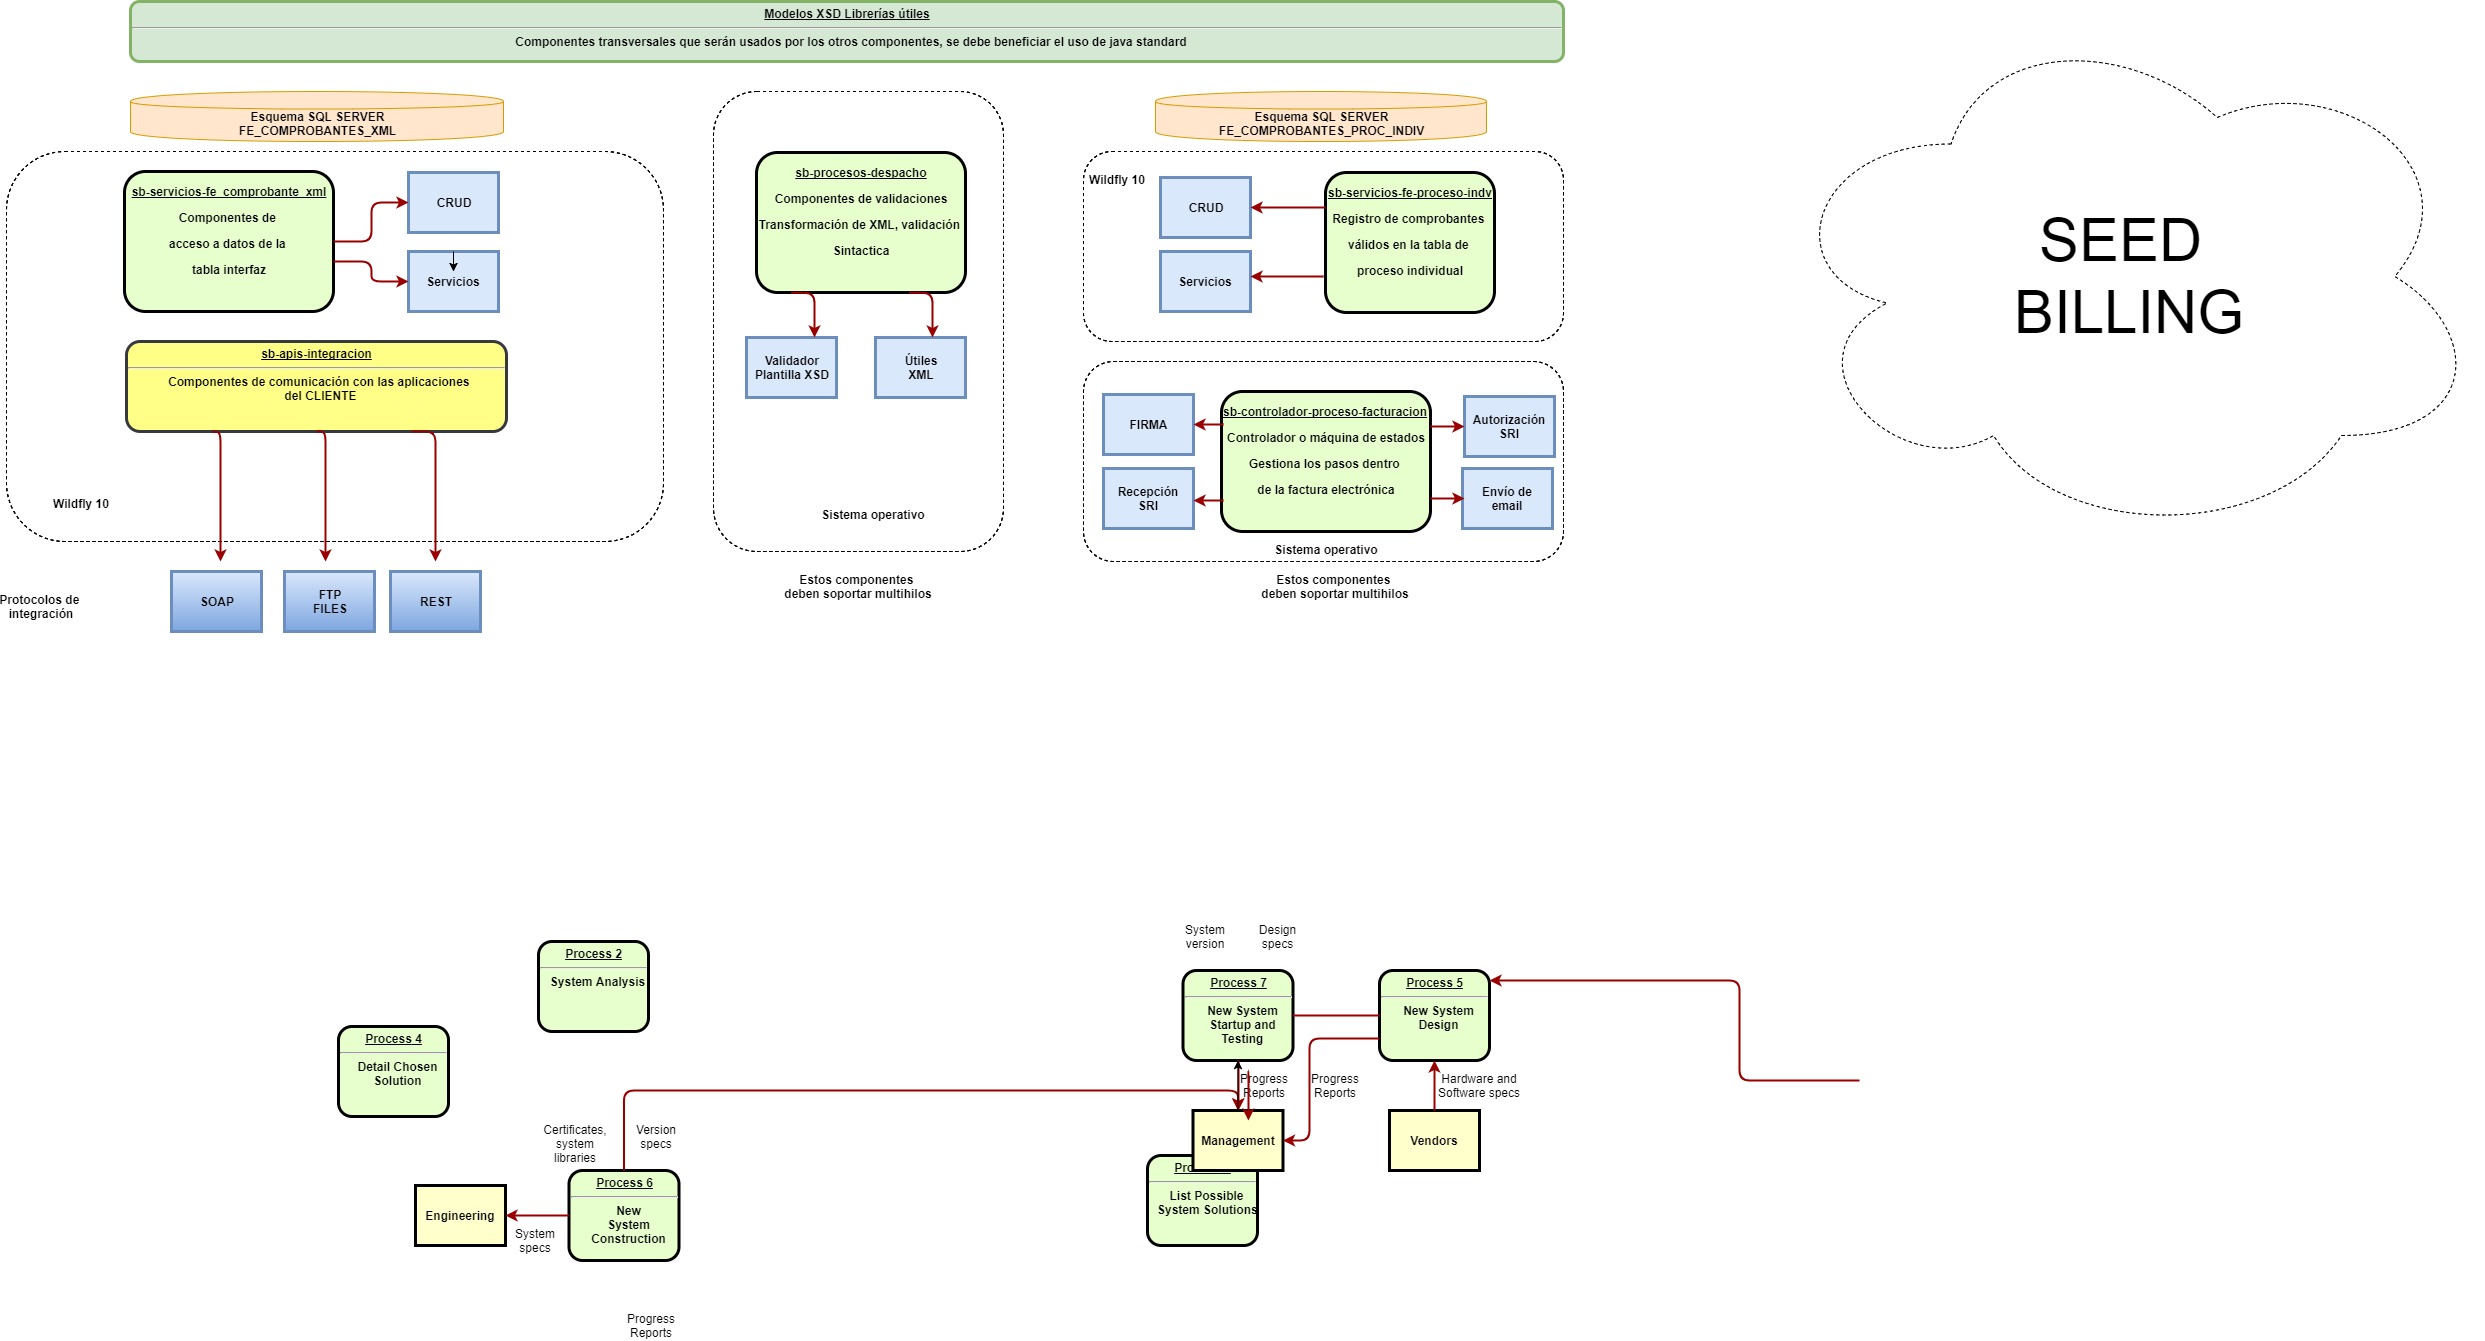 Modelos XSD Librerías útiles
Componentes transversales que serán usados por los otros componentes, se debe beneficiar el uso de java standard
Esquema SQL SERVER
FE_COMPROBANTES_XML
sb-servicios-fe_comprobante_xml
Componentes de
acceso a datos de la
tabla interfaz
CRUD
Servicios
sb-apis-integracion
Componentes de comunicación con las aplicaciones
del CLIENTE
Wildfly 10
Protocolos de
integración
SOAP
FTP
FILES
REST
sb-procesos-despacho
Componentes de validaciones
Transformación de XML, validación
Sintactica
Validador
Plantilla XSD
Útiles
XML
Sistema operativo
Estos componentes
deben soportar multihilos
Esquema SQL SERVER
FE_COMPROBANTES_PROC_INDIV
Wildfly 10
CRUD
Servicios
sb-servicios-fe-proceso-indv
Registro de comprobantes
válidos en la tabla de
proceso individual
FIRMA
Recepción
SRI
sb-controlador-proceso-facturacion
Controlador o máquina de estados
Gestiona los pasos dentro
de la factura electrónica
Autorización
SRI
Envío de
email
Sistema operativo
Estos componentes
deben soportar multihilos
SEED
BILLING
Process 2
System Analysis
Process 4
Detail Chosen
Solution
Certificates,
system
libraries
Version
specs
Engineering
System
specs
Process 6
New
System
Construction
Progress
Reports
System
version
Design
specs
Process 7
New System
Startup and
Testing
Process 5
New System
Design
Progress
Reports
Progress
Reports
Hardware and
Software specs
Management
Vendors
List Possible
System Solutions